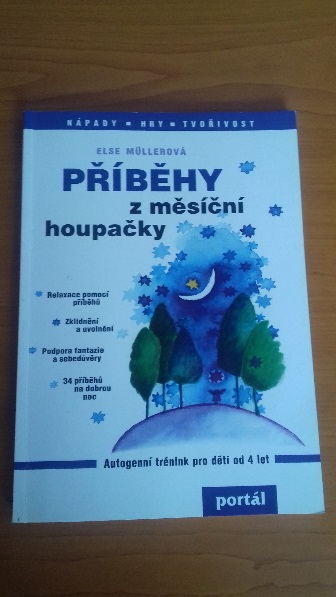 NÁPADY ▪ HRY ▪ TVOŘIVOST
ELSE MÜLLEROVÁ
PŘÍBĚHY
z měsíční
houpačky
Relaxace pomocí
příběhů
Zklidnění
a uvolnění
Podpora fantazie
a sebedůvěry
34 příběhů
na dobrou
noc
Autogenní trénink pro děti od 4 let
portál